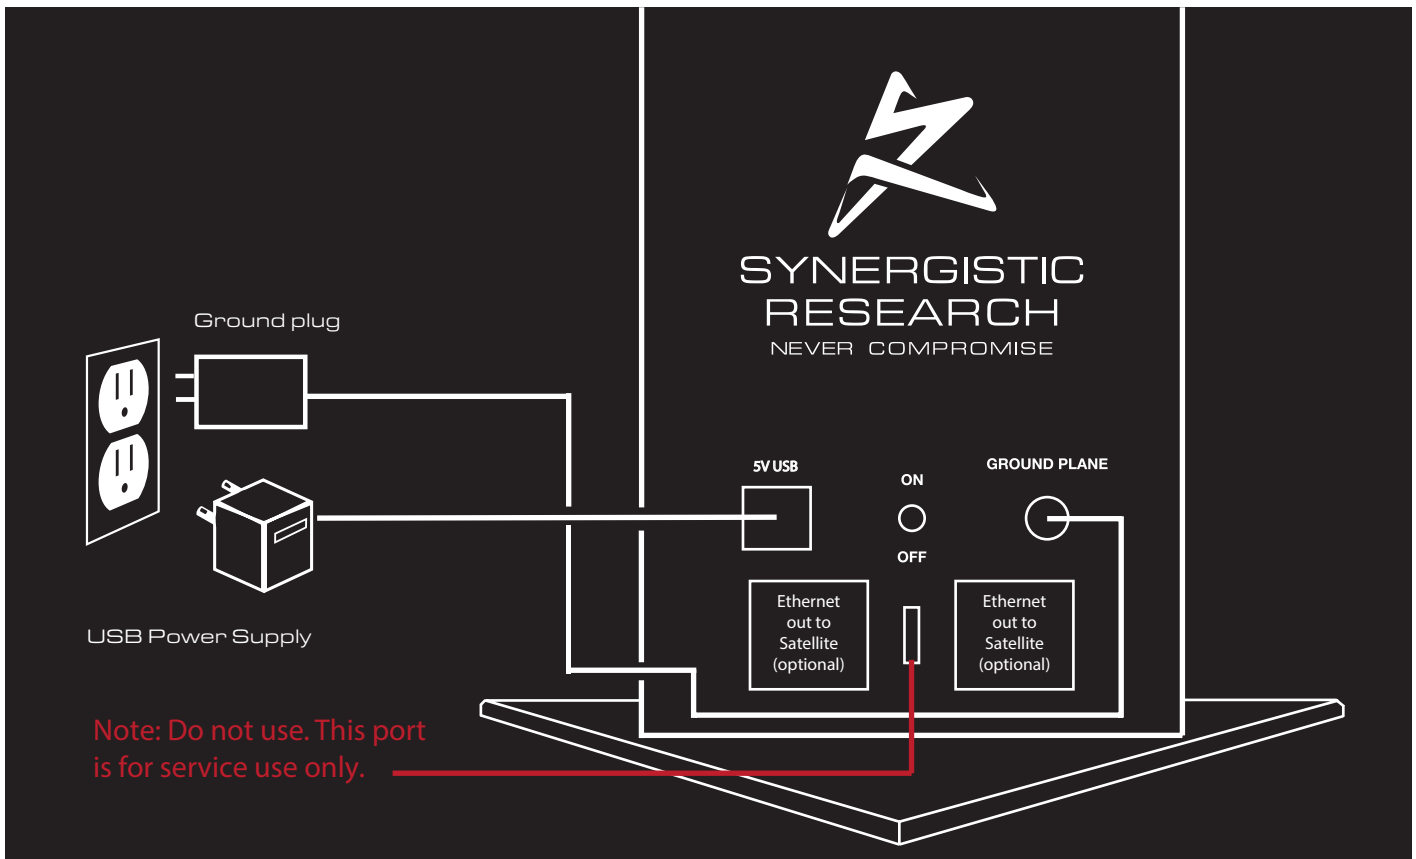 SYNERGISTIC
RESEARCH
NEVER COMPROMISE
Ground plug
5V USB
ON
GROUND PLANE
OFF
Ethernet
out to
Satellite
(optional)
Ethernet
out to
Satellite
(optional)
USB Power Supply
Note: Do not use. This port
is for service use only.